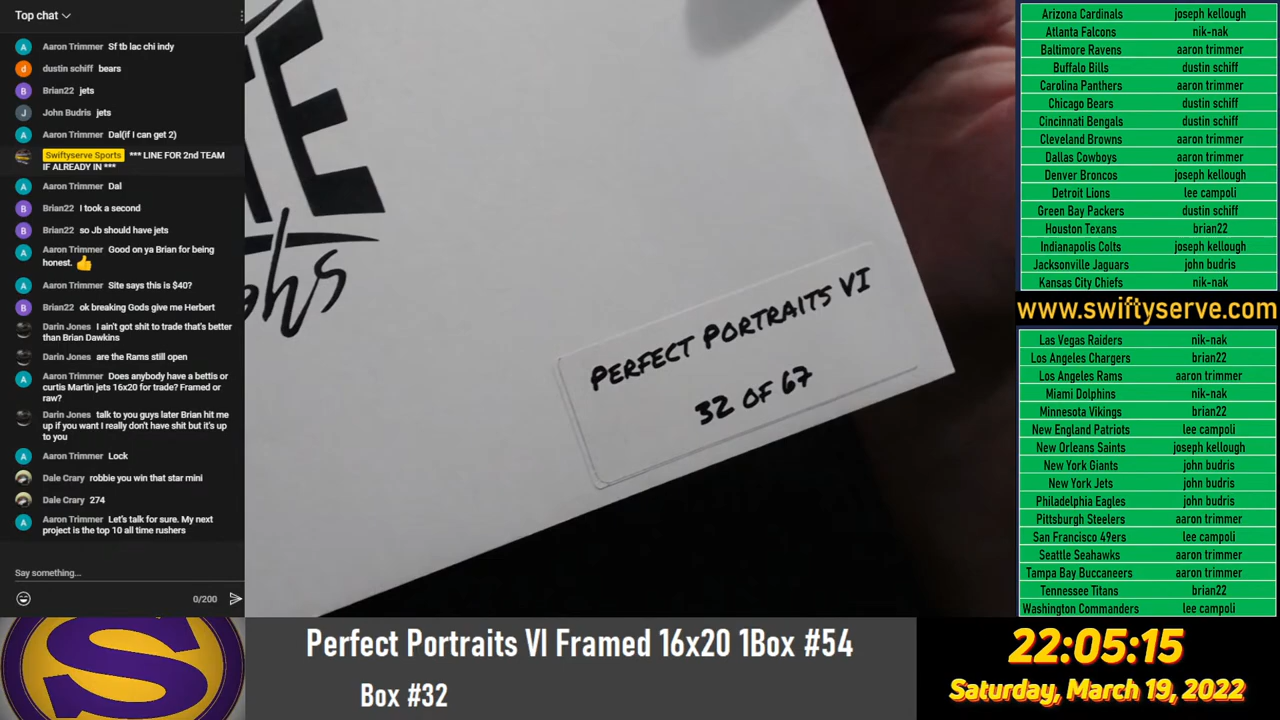 Top chat
Aaron Trimmer Sf tb lac chi indy
dustin schiff bears
Brian22 jets
John Budris jets
Aaron Trimmer Dal(if I can get 2)
Swiftyserve Sports *** LINE FOR 2nd TEAM
IF ALREADY IN ***
Aaron Trimmer Dal
Brian22 I took a second
Brian22 so Jb should have jets
Aaron Trimmer Good on ya Brian for being
honest. 👍
Aaron Trimmer Site says this is $40?
Brian22 ok breaking Gods give me Herbert
Darin Jones I ain't got shit to trade that's better
than Brian Dawkins
Darin Jones are the Rams still open
Aaron Trimmer Does anybody have a bettis or
curtis Martin jets 16x20 for trade? Framed or
raw?
Darin Jones talk to you guys later Brian hit me
up if you want I really don't have shit but it's up
to you
Aaron Trimmer Lock
Dale Crary robbie you win that star mini
Dale Crary 274
Aaron Trimmer Let's talk for sure. My next
project is the top 10 all time rushers
Say something...
0/200
PERFECT PORTRAITS VI
32 OF 67
Arizona Cardinals joseph kellough
Atlanta Falcons nik-nak
Baltimore Ravens aaron trimmer
Buffalo Bills dustin schiff
Carolina Panthers aaron trimmer
Chicago Bears dustin schiff
Cincinnati Bengals dustin schiff
Cleveland Browns aaron trimmer
Dallas Cowboys aaron trimmer
Denver Broncos joseph kellough
Detroit Lions lee campoli
Green Bay Packers dustin schiff
Houston Texans brian22
Indianapolis Colts joseph kellough
Jacksonville Jaguars john budris
Kansas City Chiefs nik-nak
www.swiftyserve.com
Las Vegas Raiders nik-nak
Los Angeles Chargers brian22
Los Angeles Rams aaron trimmer
Miami Dolphins nik-nak
Minnesota Vikings brian22
New England Patriots lee campoli
New Orleans Saints joseph kellough
New York Giants john budris
New York Jets john budris
Philadelphia Eagles john budris
Pittsburgh Steelers aaron trimmer
San Francisco 49ers lee campoli
Seattle Seahawks aaron trimmer
Tampa Bay Buccaneers aaron trimmer
Tennessee Titans brian22
Washington Commanders lee campoli
Perfect Portraits VI Framed 16x20 1Box #54
Box #32
22:05:15
Saturday, March 19, 2022